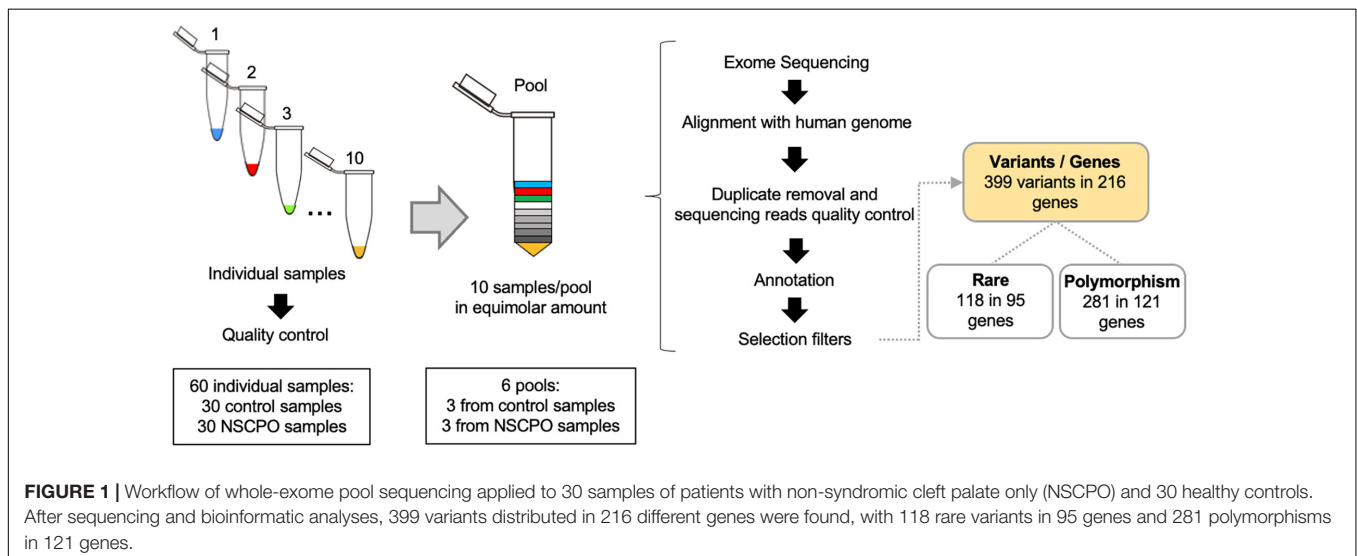 1
2
3
10
...
Individual samples
Quality control
60 individual samples:
30 control samples
30 NSCPO samples
Pool
10 samples/pool
in equimolar amount
6 pools:
3 from control samples
3 from NSCPO samples
Exome Sequencing
Alignment with human genome
Duplicate removal and
sequencing reads quality control
Annotation
Selection filters
Variants / Genes
399 variants in 216
genes
Rare
118 in 95
genes
Polymorphism
281 in 121
genes
FIGURE 1 | Workflow of whole-exome pool sequencing applied to 30 samples of patients with non-syndromic cleft palate only (NSCPO) and 30 healthy controls.
After sequencing and bioinformatic analyses, 399 variants distributed in 216 different genes were found, with 118 rare variants in 95 genes and 281 polymorphisms
in 121 genes.